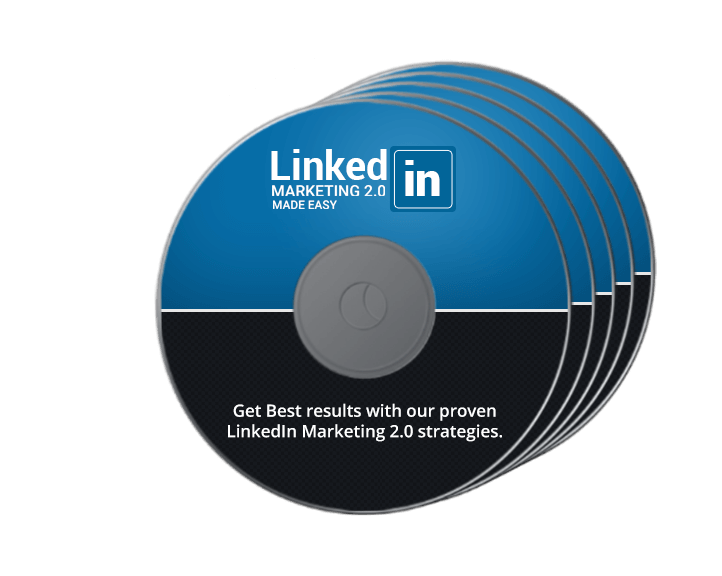 Linked in
MARKETING 2.0
MADE EASY
Get Best results with our proven
LinkedIn Marketing 2.0 strategies.